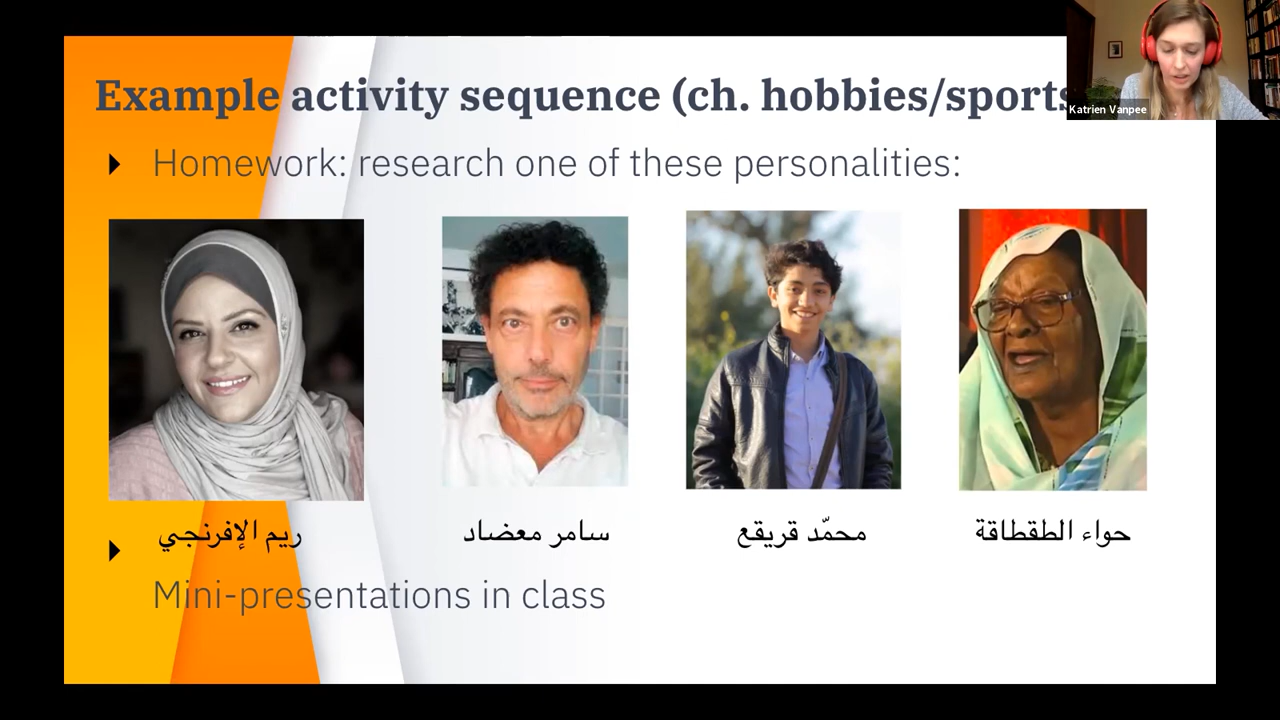 Example activity sequence (ch. hobbies/sports
Katrien Vanpee
Homework: research one of these personalities:
ريم الإفرنجي
سامر معضاد
محمّد قريقع
حواء الطقطاقة
Mini-presentations in class